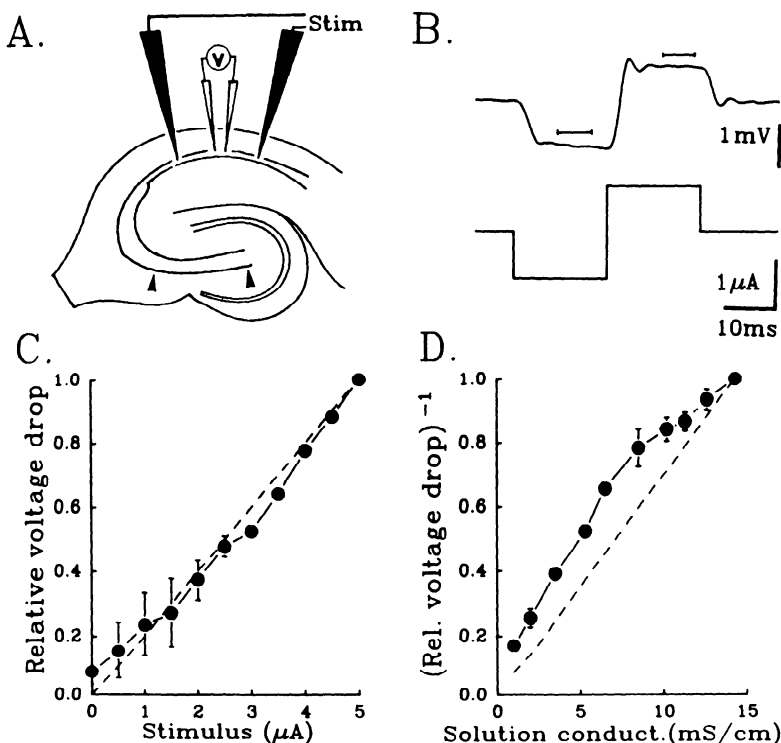 A.
Stim
V
B.
1mV
1μA
10ms
C.
Relative voltage drop
1.0
0.8
0.6
0.4
0.2
0.0
0 1 2 3 4 5
Stimulus (μA)
D.
(Rel. voltage drop)⁻¹
1.0
0.8
0.6
0.4
0.2
0.0
0 5 10 15
Solution conduct.(mS/cm)